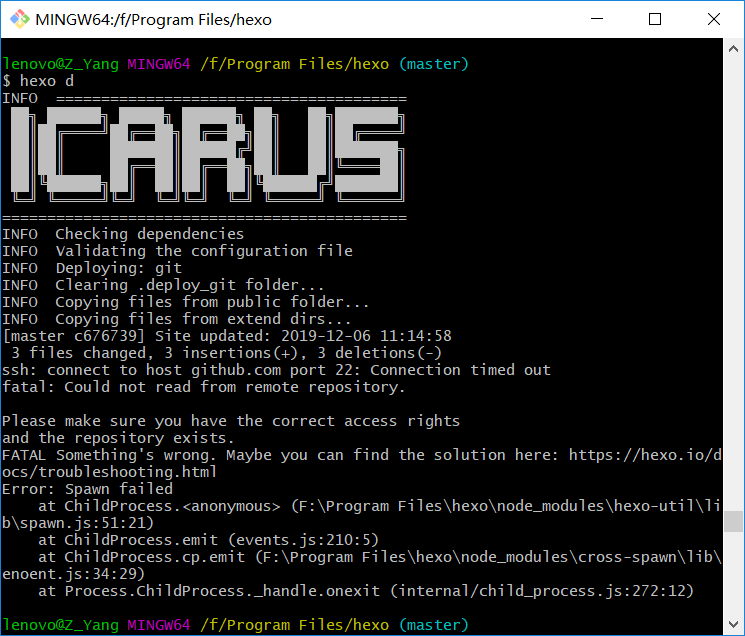 MINGW64:/f/Program Files/hexo
lenovo@Z_Yang MINGW64 /f/Program Files/hexo (master)
$ hexo d
INFO  =======================================
ICARUS
=============================================
INFO  Checking dependencies
INFO  Validating the configuration file
INFO  Deploying: git
INFO  Clearing .deploy_git folder...
INFO  Copying files from public folder...
INFO  Copying files from extend dirs...
[master c676739] Site updated: 2019-12-06 11:14:58
 3 files changed, 3 insertions(+), 3 deletions(-)
ssh: connect to host github.com port 22: Connection timed out
fatal: Could not read from remote repository.

Please make sure you have the correct access rights
and the repository exists.
FATAL Something's wrong. Maybe you can find the solution here: https://hexo.io/d
ocs/troubleshooting.html
Error: Spawn failed
    at ChildProcess.<anonymous> (F:\Program Files\hexo\node_modules\hexo-util\li
b\spawn.js:51:21)
    at ChildProcess.emit (events.js:210:5)
    at ChildProcess.cp.emit (F:\Program Files\hexo\node_modules\cross-spawn\lib\
enoent.js:34:29)
    at Process.ChildProcess._handle.onexit (internal/child_process.js:272:12)

lenovo@Z_Yang MINGW64 /f/Program Files/hexo (master)